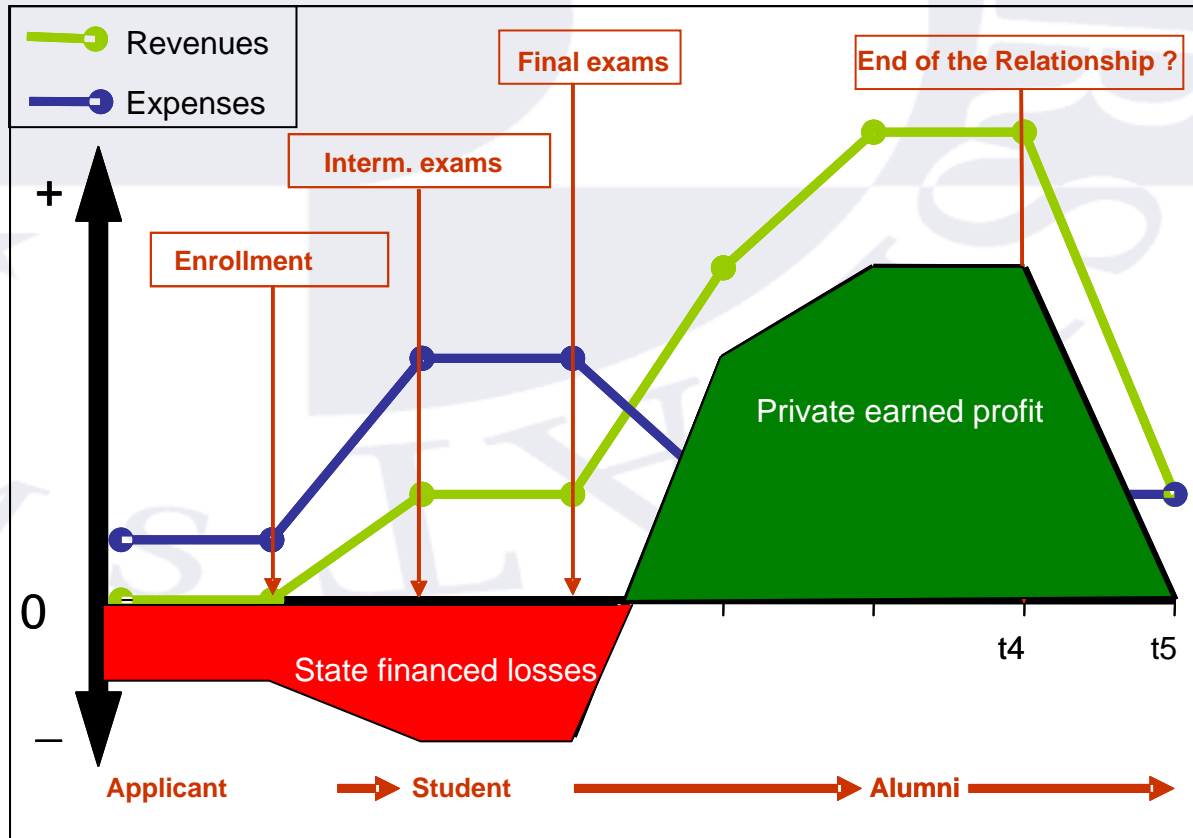 Revenues
Expenses
Final exams
End of the Relationship ?
Interm. exams
+
Enrollment
Private earned profit
0
t4
t5
State financed losses
–
Applicant
Student
Alumni